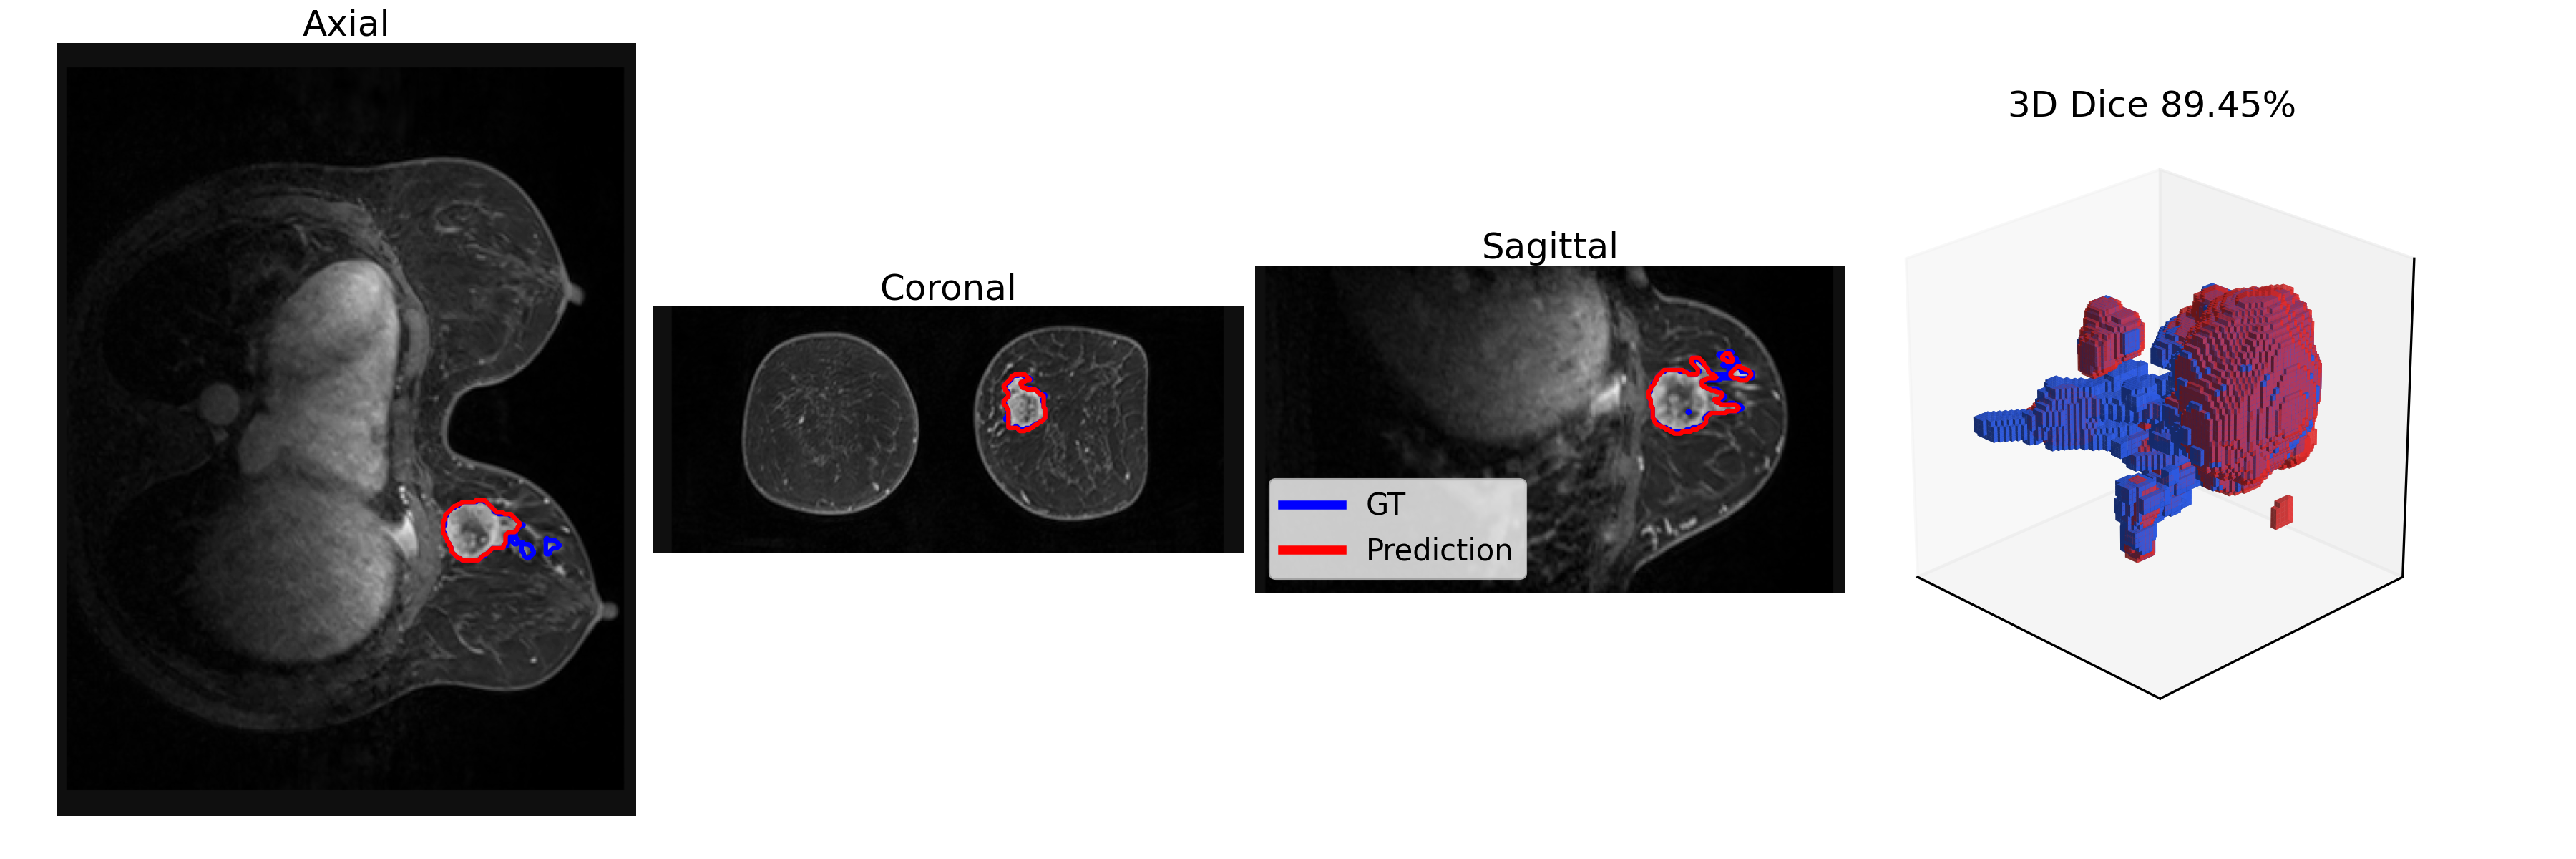 Axial
Coronal
Sagittal
GT
Prediction
3D Dice 89.45%